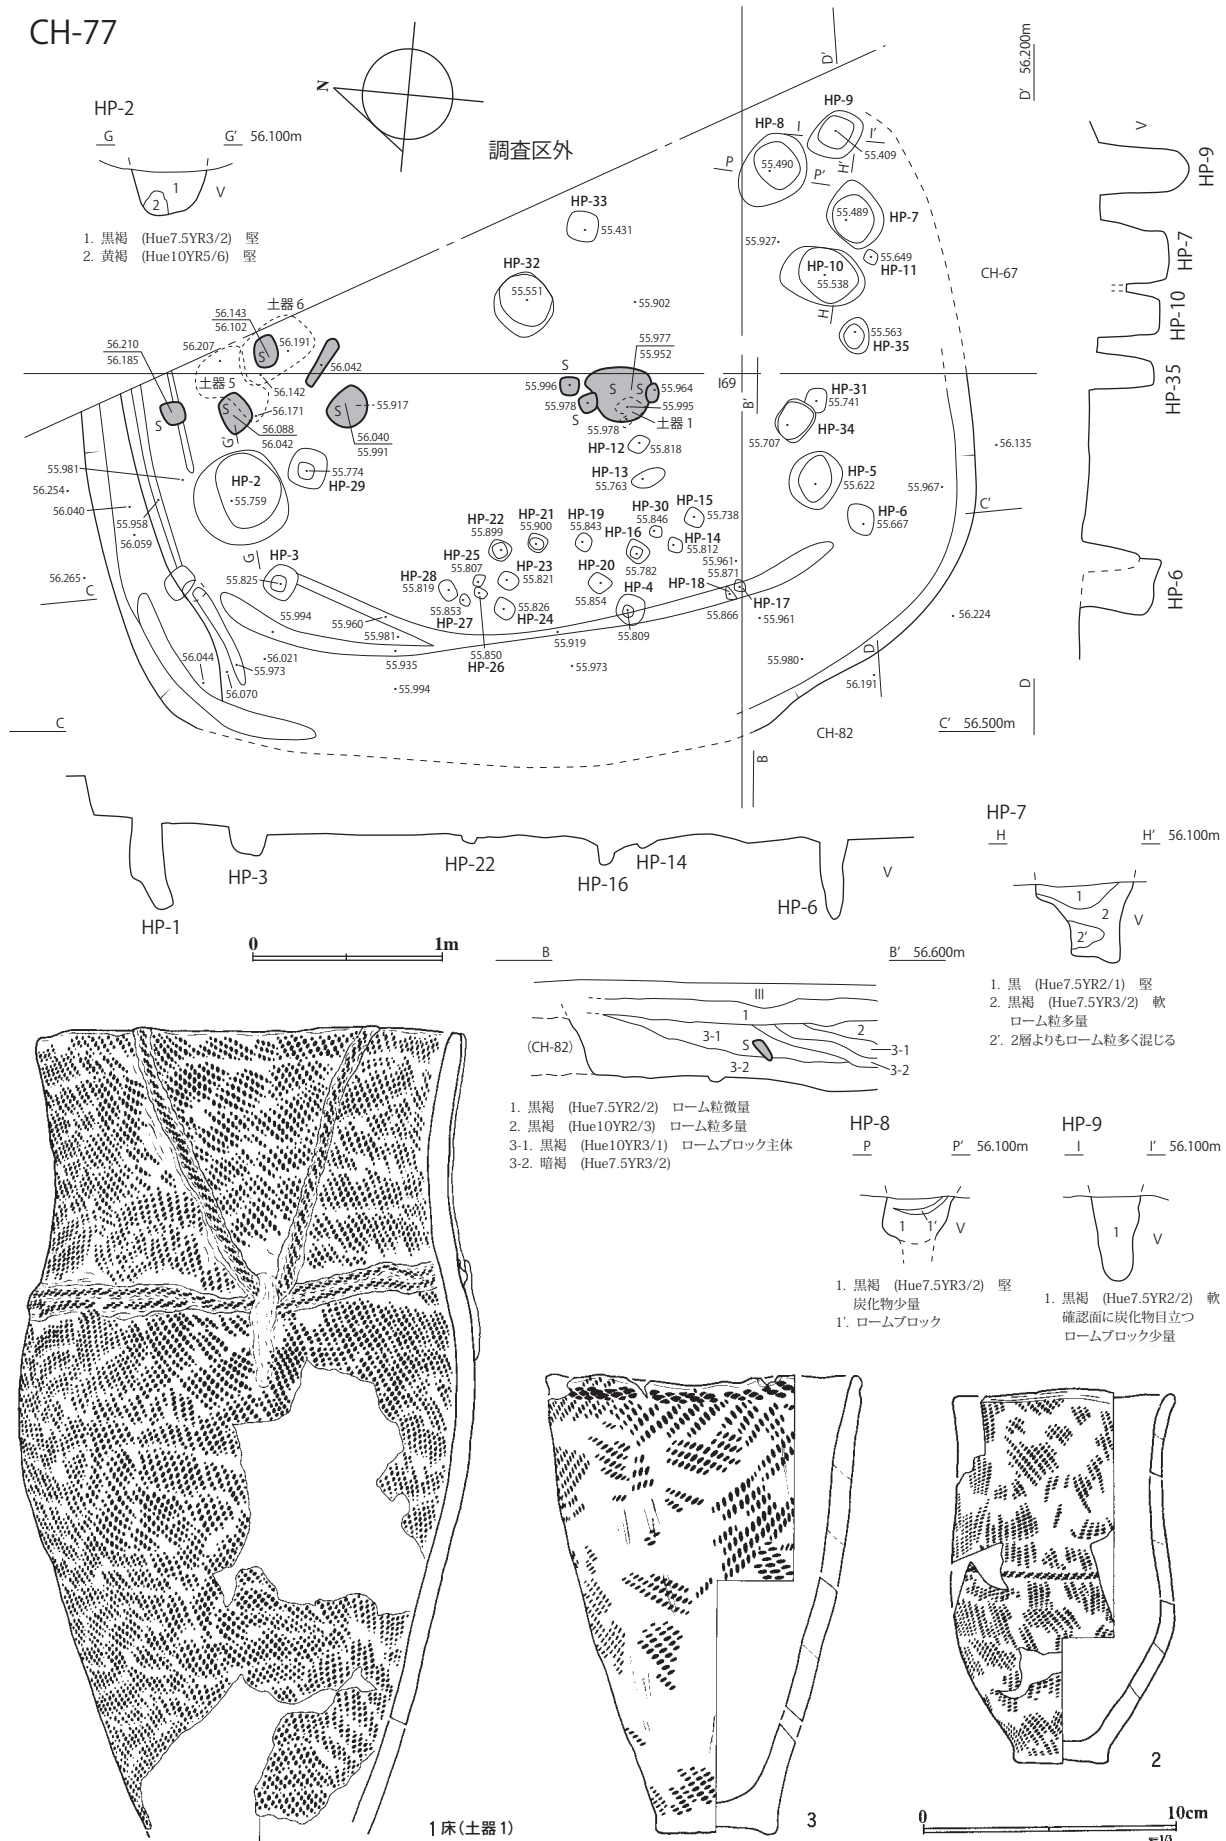 CH-77
N
調査区外
HP-2
G G' 56.100m
1
2
V
1. 黒褐 (Hue7.5YR3/2) 堅
2. 黄褐 (Hue10YR5/6) 堅
D' 56.200m
D'
HP-9
HP-8
I
I'
55.490
55.409
P
P'
H'
HP-33
55.431
55.489
HP-7
55.927
HP-10
55.538
55.649
HP-11
CH-67
HP-32
55.551
55.902
H
55.563
HP-35
土器 6
56.143
56.102
56.210
56.185
56.207
56.191
S
56.042
55.977
55.952
S
55.996
S
S
55.964
I69
B'
土器 5
56.142
S
56.171
S
55.917
55.978
S
55.995
55.978
土器 1
HP-31
55.741
HP-34
55.707
S
G'
56.088
56.042
56.040
55.991
HP-12
55.818
56.135
55.981
HP-2
55.759
55.774
HP-29
HP-13
55.763
HP-5
55.622
55.967
56.254
56.040
55.958
56.059
HP-22
55.899
HP-21
55.900
HP-19
55.843
HP-30
55.846
HP-15
55.738
HP-16
55.782
HP-14
55.812
HP-6
55.667
C'
G
HP-3
55.825
HP-25
55.807
HP-23
55.821
HP-20
55.854
55.961
55.871
56.265
C
HP-28
55.819
55.853
HP-27
HP-4
55.809
HP-18
55.866
HP-17
55.961
55.826
HP-24
55.994
55.960
55.981
55.850
HP-26
55.919
56.224
56.044
56.021
55.973
56.070
55.935
55.994
55.973
55.980
D
56.191
V
HP-9
HP-7
HP-10
HP-35
HP-6
D
C
C' 56.500m
CH-82
B
HP-1
HP-3
HP-22
HP-16
HP-14
HP-6
V
0 1m
HP-7
H H' 56.100m
1
2
2'
V
1. 黒 (Hue7.5YR2/1) 堅
2. 黒褐 (Hue7.5YR3/2) 軟
ローム粒多量
2'. 2層よりもローム粒多く混じる
B B' 56.600m
III
1
2
(CH-82)
3-1
S
3-1
3-2
3-2
1. 黒褐 (Hue7.5YR2/2) ローム粒微量
2. 黒褐 (Hue10YR2/3) ローム粒多量
3-1. 黒褐 (Hue10YR3/1) ロームブロック主体
3-2. 暗褐 (Hue7.5YR3/2)
HP-8
P P' 56.100m
1 1' V
1. 黒褐 (Hue7.5YR3/2) 堅
炭化物少量
1'. ロームブロック
HP-9
I I' 56.100m
1
V
1. 黒褐 (Hue7.5YR2/2) 軟
確認面に炭化物目立つ
ロームブロック少量
1 床(土器 1)
3
2
0 10cm
s=1/3